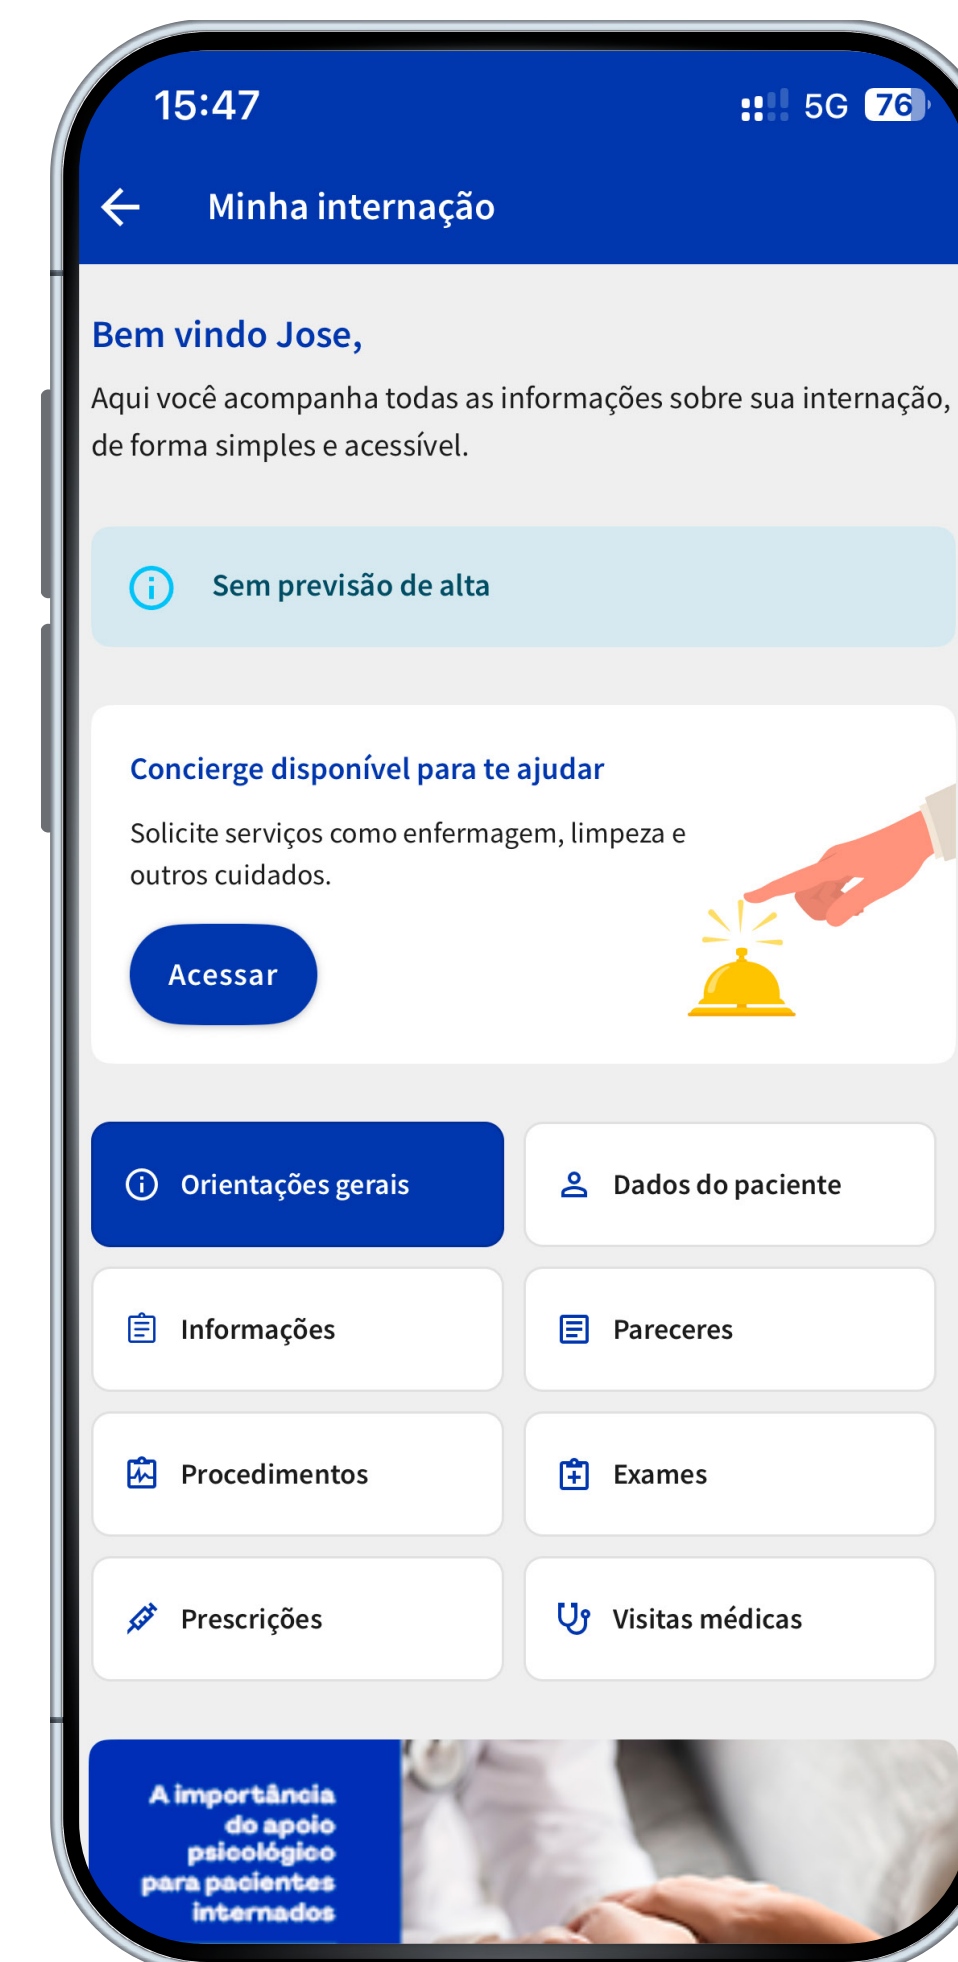 15:47
5G 76
Minha internação
Bem vindo Jose,
Aqui você acompanha todas as informações sobre sua internação,
de forma simples e acessível.
Sem previsão de alta
Concierge disponível para te ajudar
Solicite serviços como enfermagem, limpeza e
outros cuidados.
Acessar
Orientações gerais
Dados do paciente
Informações
Pareceres
Procedimentos
Exames
Prescrições
Visitas médicas
A importância
do apoio
psicológico
para pacientes
internados